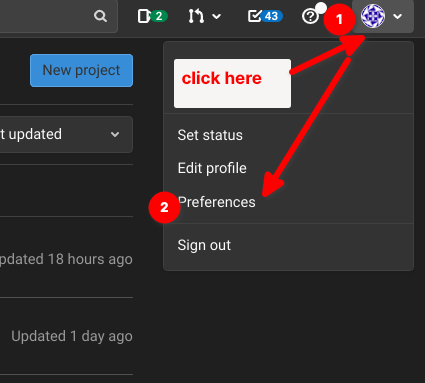 2
43
1
New project
click here
t updated
Set status
Edit profile
2
Preferences
Sign out
pdated 18 hours ago
Updated 1 day ago